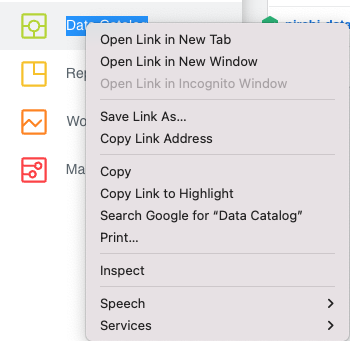 Data Catalog
Open Link in New Tab
Open Link in New Window
Open Link in Incognito Window
Save Link As...
Copy Link Address
Copy
Copy Link to Highlight
Search Google for “Data Catalog”
Print...
Inspect
Speech
Services
Rep
Wo
Ma